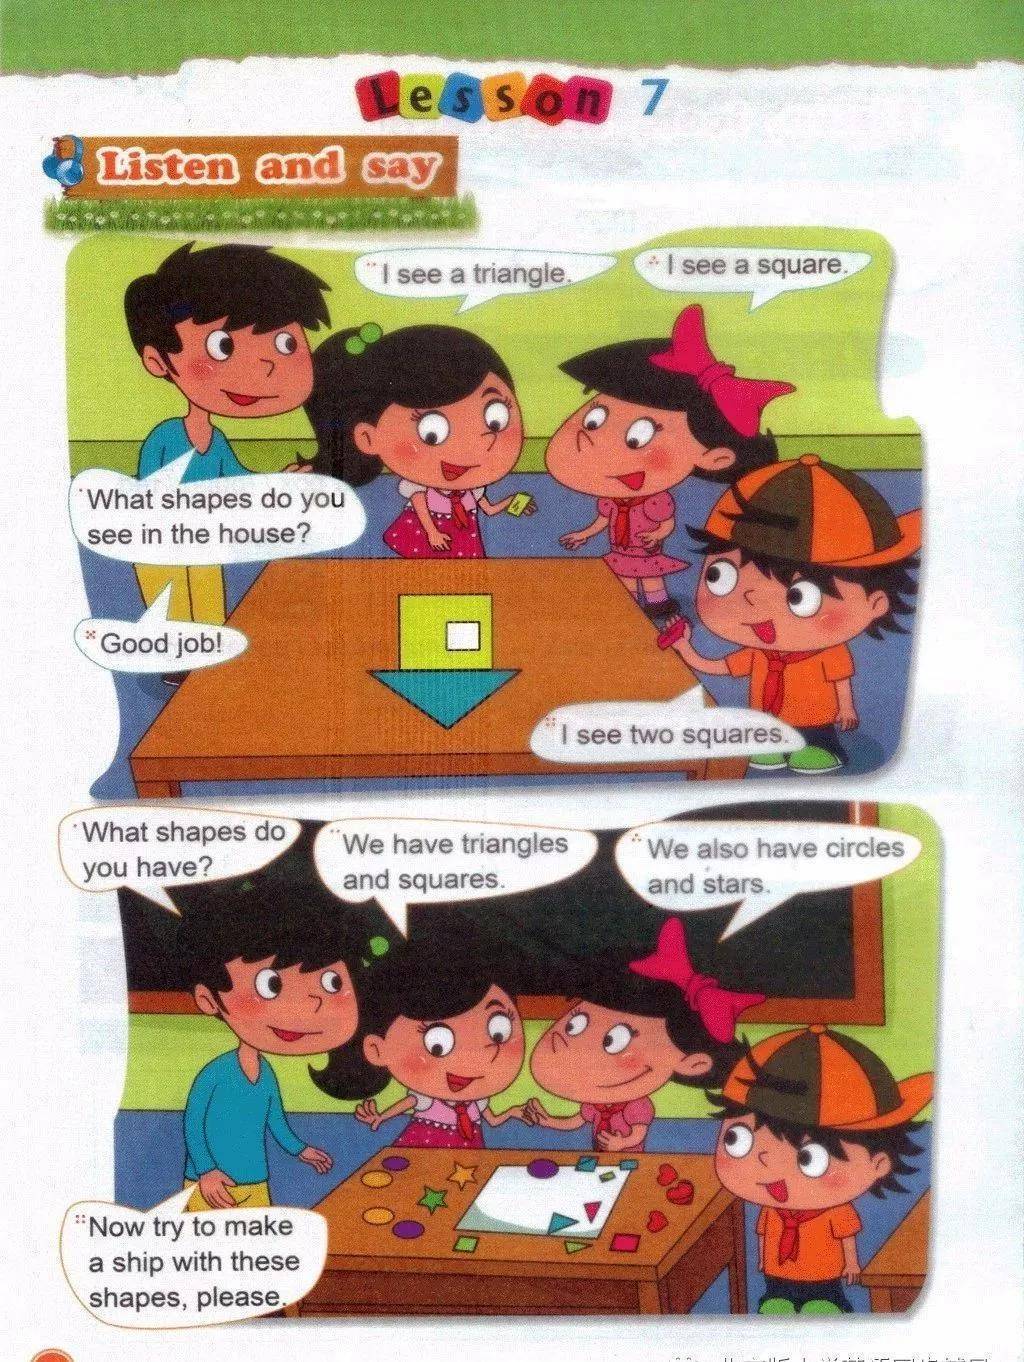 Lesson 7
Listen and say
I see a triangle.
I see a square.
What shapes do you
see in the house?
Good job!
I see two squares.
What shapes do
you have?
We have triangles
and squares.
We also have circles
and stars.
Now try to make
a ship with these
shapes, please.